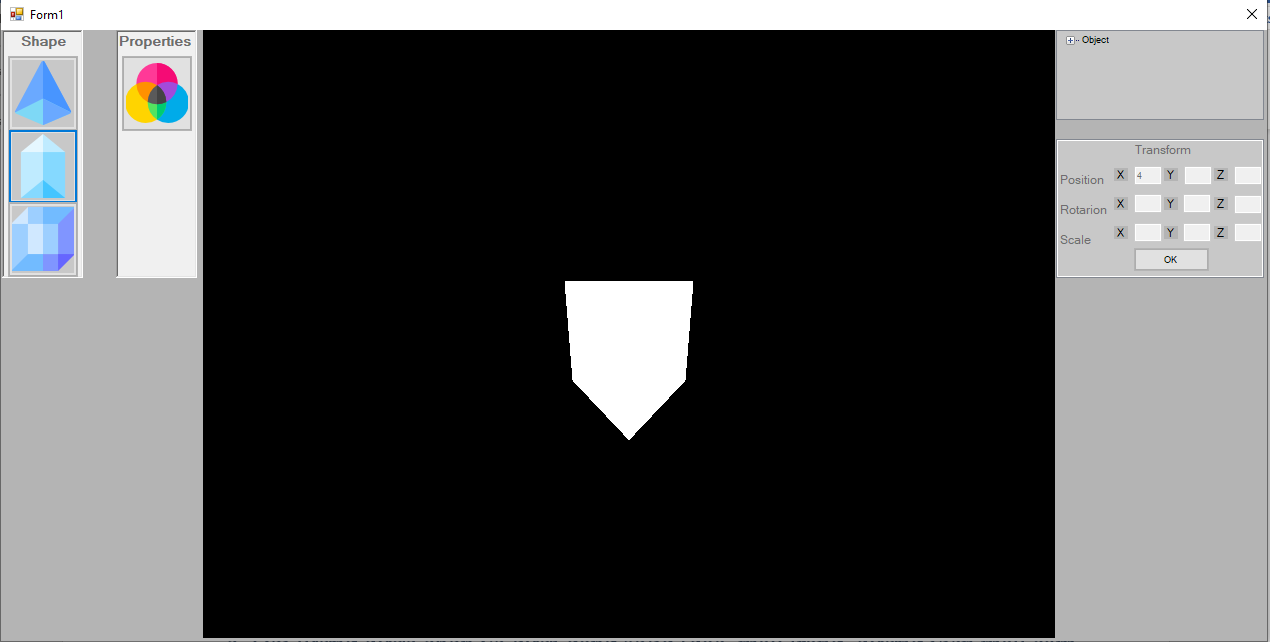 Form1
Shape
Properties
Object
Transform
Position X 4 Y Z
Rotarion X Y Z
Scale X Y Z
OK